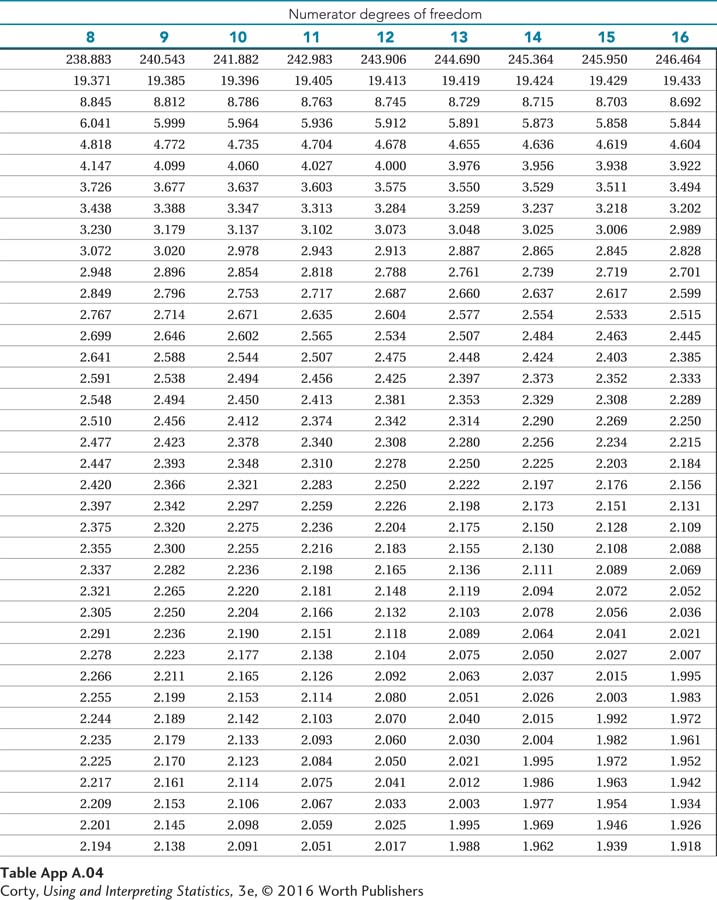 Numerator degrees of freedom
8 9 10 11 12 13 14 15 16
238.883 240.543 241.882 242.983 243.906 244.690 245.364 245.950 246.464
19.371 19.385 19.396 19.405 19.413 19.419 19.424 19.429 19.433
8.845 8.812 8.786 8.763 8.745 8.729 8.715 8.703 8.692
6.041 5.999 5.964 5.936 5.912 5.891 5.873 5.858 5.844
4.818 4.772 4.735 4.704 4.678 4.655 4.636 4.619 4.604
4.147 4.099 4.060 4.027 4.000 3.976 3.956 3.938 3.922
3.726 3.677 3.637 3.603 3.575 3.550 3.529 3.511 3.494
3.438 3.388 3.347 3.313 3.284 3.259 3.237 3.218 3.202
3.230 3.179 3.137 3.102 3.073 3.048 3.025 3.006 2.989
3.072 3.020 2.978 2.943 2.913 2.887 2.865 2.845 2.828
2.948 2.896 2.854 2.818 2.788 2.761 2.739 2.719 2.701
2.849 2.796 2.753 2.717 2.687 2.660 2.637 2.617 2.599
2.767 2.714 2.671 2.635 2.604 2.577 2.554 2.533 2.515
2.699 2.646 2.602 2.565 2.534 2.507 2.484 2.463 2.445
2.641 2.588 2.544 2.507 2.475 2.448 2.424 2.403 2.385
2.591 2.538 2.494 2.456 2.425 2.397 2.373 2.352 2.333
2.548 2.494 2.450 2.413 2.381 2.353 2.329 2.308 2.289
2.510 2.456 2.412 2.374 2.342 2.314 2.290 2.269 2.250
2.477 2.423 2.378 2.340 2.308 2.280 2.256 2.234 2.215
2.447 2.393 2.348 2.310 2.278 2.250 2.225 2.203 2.184
2.420 2.366 2.321 2.283 2.250 2.222 2.197 2.176 2.156
2.397 2.342 2.297 2.259 2.226 2.198 2.173 2.151 2.131
2.375 2.320 2.275 2.236 2.204 2.175 2.150 2.128 2.109
2.355 2.300 2.255 2.216 2.183 2.155 2.130 2.108 2.088
2.337 2.282 2.236 2.198 2.165 2.136 2.111 2.089 2.069
2.321 2.265 2.220 2.181 2.148 2.119 2.094 2.072 2.052
2.305 2.250 2.204 2.166 2.132 2.103 2.078 2.056 2.036
2.291 2.236 2.190 2.151 2.118 2.089 2.064 2.041 2.021
2.278 2.223 2.177 2.138 2.104 2.075 2.050 2.027 2.007
2.266 2.211 2.165 2.126 2.092 2.063 2.037 2.015 1.995
2.255 2.199 2.153 2.114 2.080 2.051 2.026 2.003 1.983
2.244 2.189 2.142 2.103 2.070 2.040 2.015 1.992 1.972
2.235 2.179 2.133 2.093 2.060 2.030 2.004 1.982 1.961
2.225 2.170 2.123 2.084 2.050 2.021 1.995 1.972 1.952
2.217 2.161 2.114 2.075 2.041 2.012 1.986 1.963 1.942
2.209 2.153 2.106 2.067 2.033 2.003 1.977 1.954 1.934
2.201 2.145 2.098 2.059 2.025 1.995 1.969 1.946 1.926
2.194 2.138 2.091 2.051 2.017 1.988 1.962 1.939 1.918
Table App A.04
Corty, Using and Interpreting Statistics, 3e, © 2016 Worth Publishers